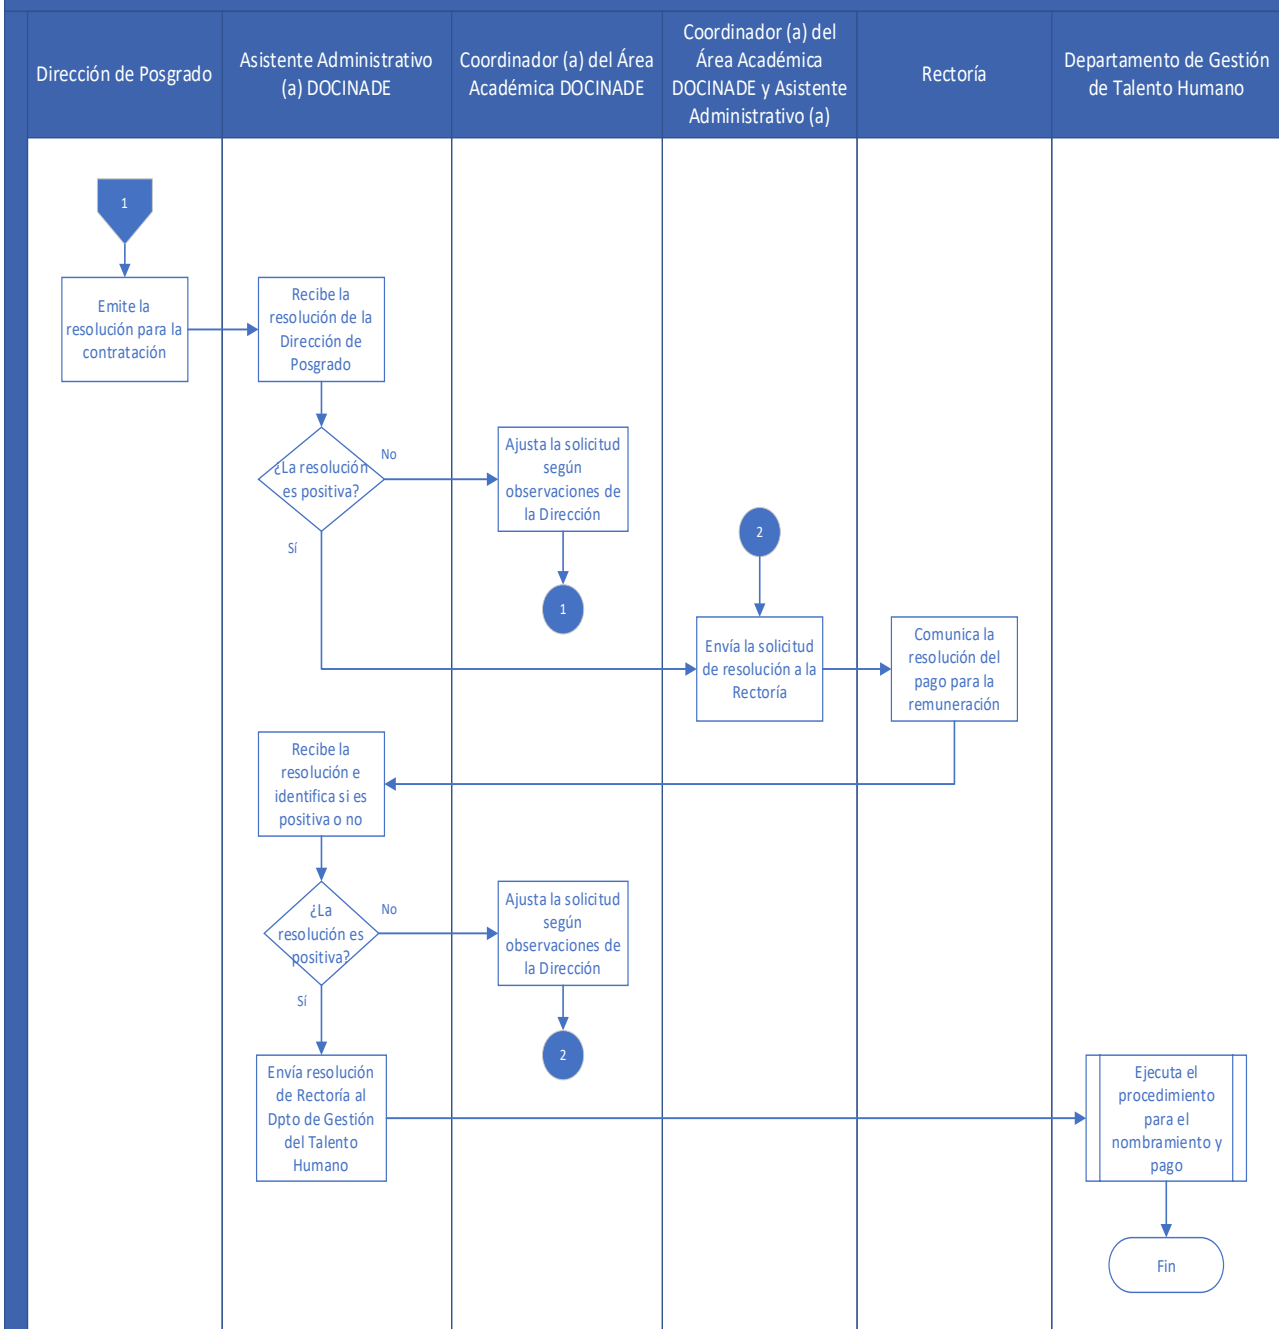 Dirección de Posgrado
Asistente Administrativo
(a) DOCINADE
Coordinador (a) del Área
Académica DOCINADE
Coordinador (a) del
Área Académica
DOCINADE y Asistente
Administrativo (a)
Rectoría
Departamento de Gestión
de Talento Humano
1
Emite la
resolución para la
contratación
Recibe la
resolución de la
Dirección de
Posgrado
¿La resolución
es positiva?
No
Sí
Ajusta la solicitud
según
observaciones de
la Dirección
1
2
Envía la solicitud
de resolución a la
Rectoría
Comunica la
resolución del
pago para la
remuneración
Recibe la
resolución e
identifica si es
positiva o no
¿La
resolución es
positiva?
No
Sí
Ajusta la solicitud
según
observaciones de
la Dirección
2
Envía resolución
de Rectoría al
Dpto de Gestión
del Talento
Humano
Ejecuta el
procedimiento
para el
nombramiento y
pago
Fin